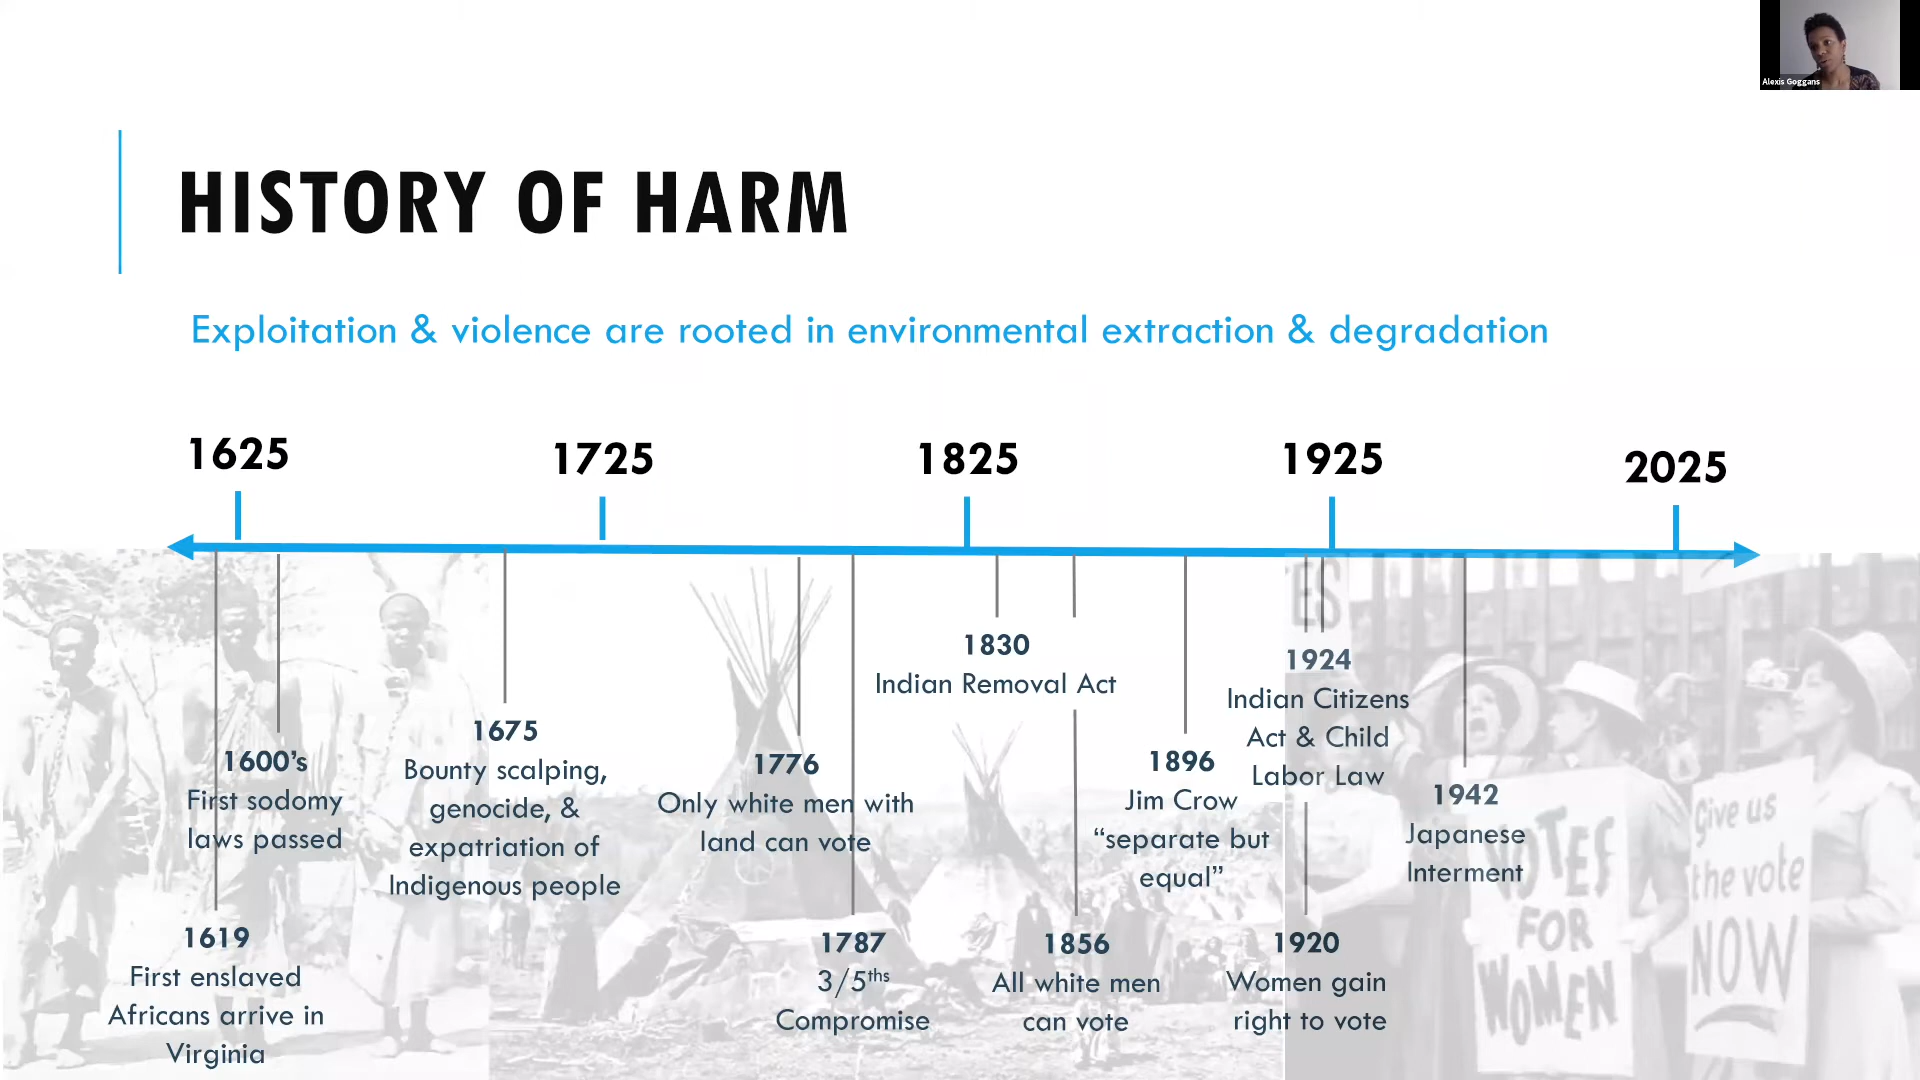 Alexis Goggans
HISTORY OF HARM
Exploitation & violence are rooted in environmental extraction & degradation
1625
1725
1825
1925
2025
1619
First enslaved
Africans arrive in
Virginia
1600’s
First sodomy
laws passed
1675
Bounty scalping,
genocide, &
expatriation of
Indigenous people
1776
Only white men with
land can vote
1787
3/5ths
Compromise
1830
Indian Removal Act
1856
All white men
can vote
1896
Jim Crow
“separate but
equal”
1920
Women gain
right to vote
1924
Indian Citizens
Act & Child
Labor Law
1942
Japanese
Interment
ES
VOTES
FOR
WOMEN
Give us
the vote
NOW